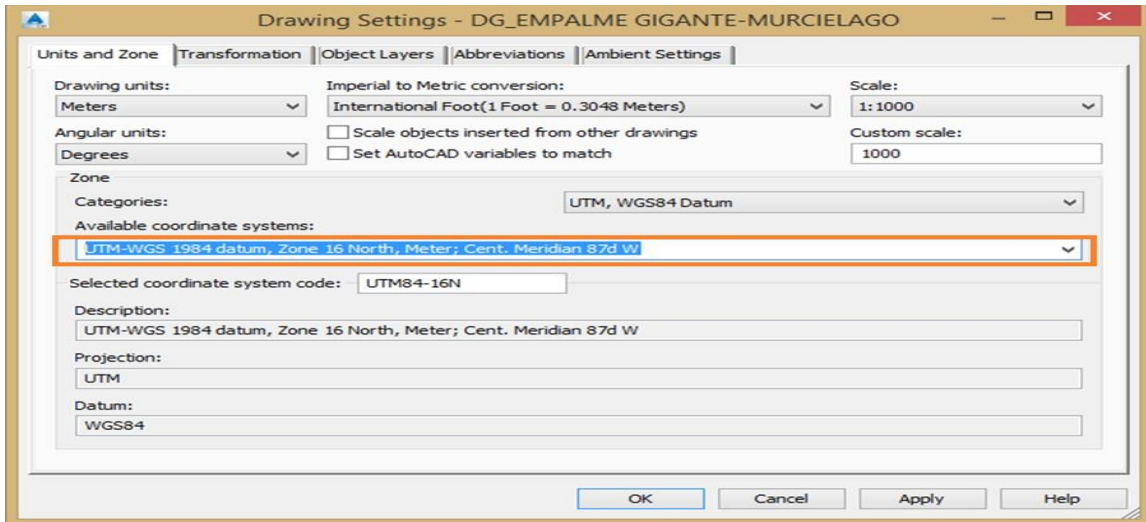 Drawing Settings - DG_EMPALME GIGANTE-MURCIELAGO
Units and Zone Transformation Object Layers Abbreviations Ambient Settings
Drawing units: Imperial to Metric conversion: Scale:
Meters International Foot(1 Foot = 0.3048 Meters) 1:1000
Angular units: Scale objects inserted from other drawings Custom scale:
Degrees Set AutoCAD variables to match 1000
Zone
Categories: UTM, WGS84 Datum
Available coordinate systems:
UTM-WGS 1984 datum, Zone 16 North, Meter; Cent. Meridian 87d W
Selected coordinate system code: UTM84-16N
Description:
UTM-WGS 1984 datum, Zone 16 North, Meter; Cent. Meridian 87d W
Projection:
UTM
Datum:
WGS84
OK Cancel Apply Help